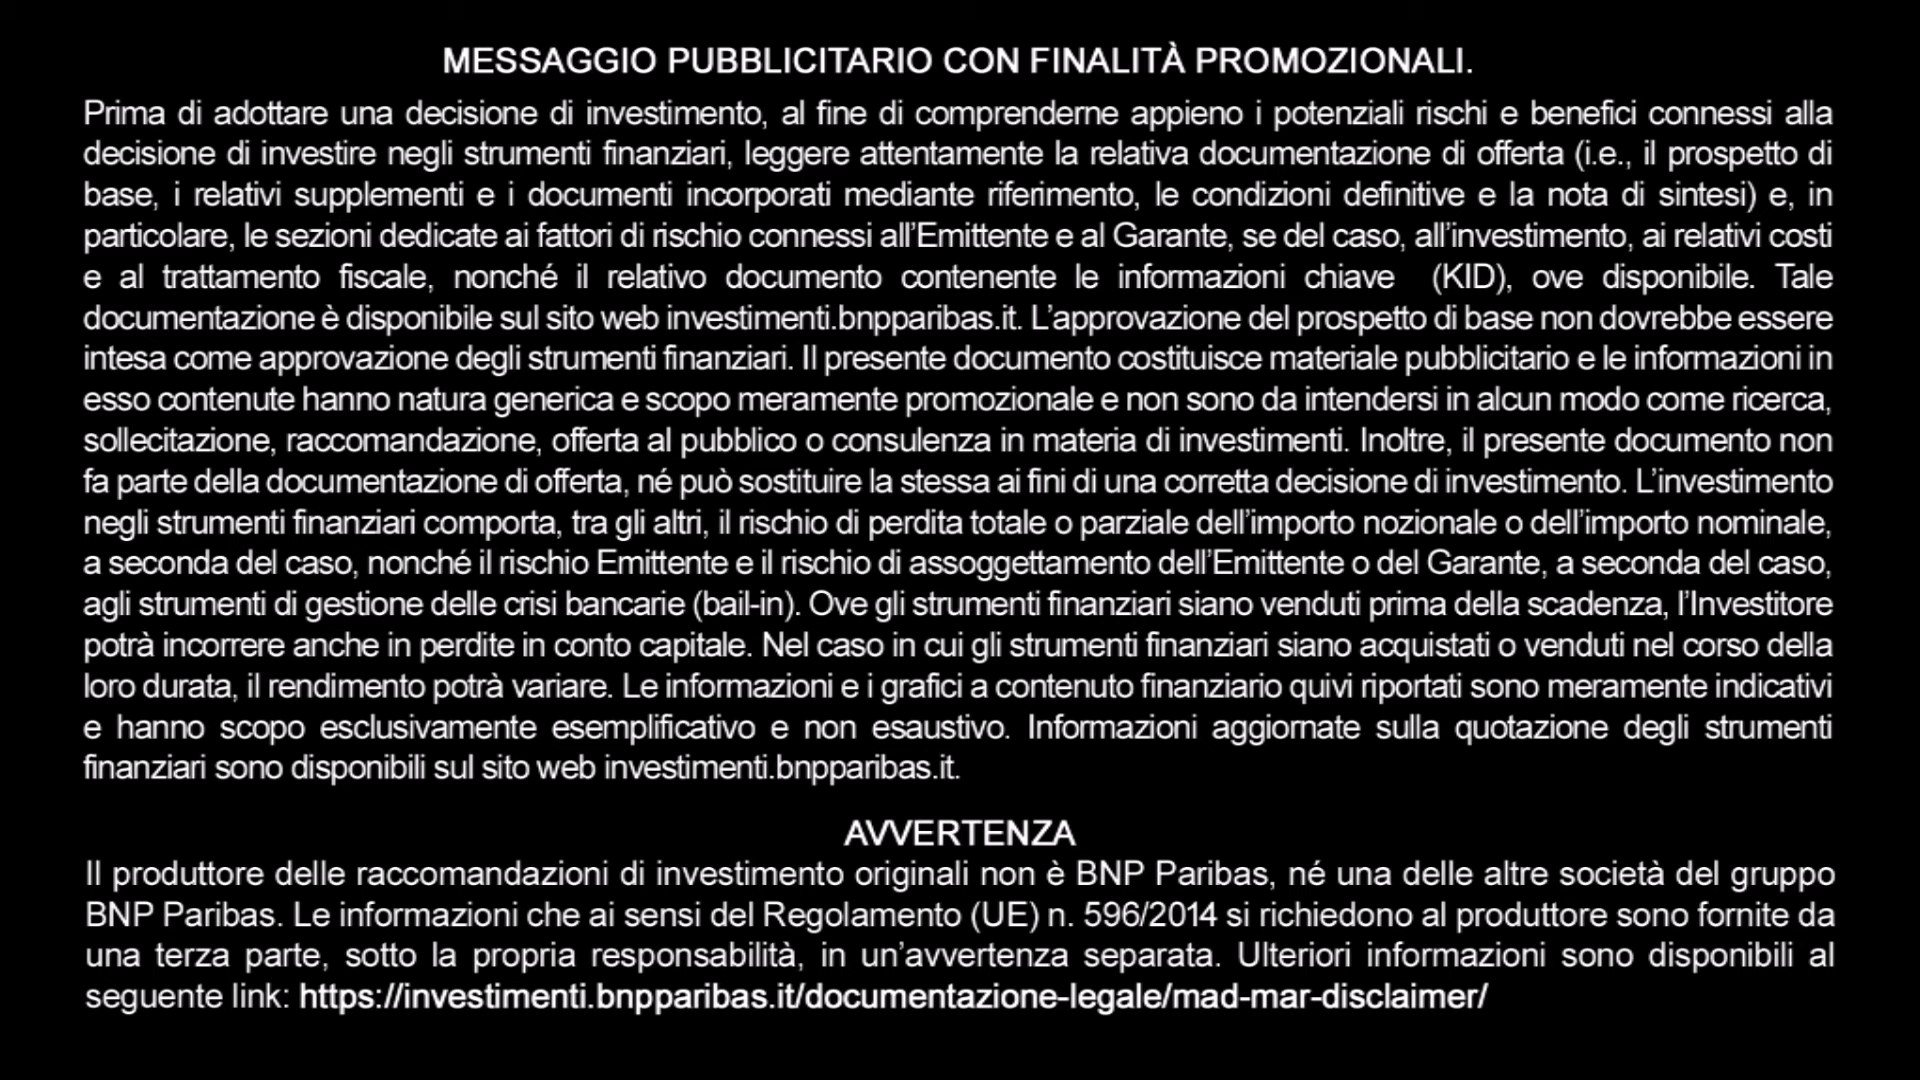 MESSAGGIO PUBBLICITARIO CON FINALITÀ PROMOZIONALI.
Prima di adottare una decisione di investimento, al fine di comprenderne appieno i potenziali rischi e benefici connessi alla
decisione di investire negli strumenti finanziari, leggere attentamente la relativa documentazione di offerta (i.e., il prospetto di
base, i relativi supplementi e i documenti incorporati mediante riferimento, le condizioni definitive e la nota di sintesi) e, in
particolare, le sezioni dedicate ai fattori di rischio connessi all’Emittente e al Garante, se del caso, all’investimento, ai relativi costi
e al trattamento fiscale, nonché il relativo documento contenente le informazioni chiave (KID), ove disponibile. Tale
documentazione è disponibile sul sito web investimenti.bnpparibas.it. L’approvazione del prospetto di base non dovrebbe essere
intesa come approvazione degli strumenti finanziari. Il presente documento costituisce materiale pubblicitario e le informazioni in
esso contenute hanno natura generica e scopo meramente promozionale e non sono da intendersi in alcun modo come ricerca,
sollecitazione, raccomandazione, offerta al pubblico o consulenza in materia di investimenti. Inoltre, il presente documento non
fa parte della documentazione di offerta, né può sostituire la stessa ai fini di una corretta decisione di investimento. L’investimento
negli strumenti finanziari comporta, tra gli altri, il rischio di perdita totale o parziale dell’importo nozionale o dell’importo nominale,
a seconda del caso, nonché il rischio Emittente e il rischio di assoggettamento dell’Emittente o del Garante, a seconda del caso,
agli strumenti di gestione delle crisi bancarie (bail-in). Ove gli strumenti finanziari siano venduti prima della scadenza, l’Investitore
potrà incorrere anche in perdite in conto capitale. Nel caso in cui gli strumenti finanziari siano acquistati o venduti nel corso della
loro durata, il rendimento potrà variare. Le informazioni e i grafici a contenuto finanziario quivi riportati sono meramente indicativi
e hanno scopo esclusivamente esemplificativo e non esaustivo. Informazioni aggiornate sulla quotazione degli strumenti
finanziari sono disponibili sul sito web investimenti.bnpparibas.it.
AVVERTENZA
Il produttore delle raccomandazioni di investimento originali non è BNP Paribas, né una delle altre società del gruppo
BNP Paribas. Le informazioni che ai sensi del Regolamento (UE) n. 596/2014 si richiedono al produttore sono fornite da
una terza parte, sotto la propria responsabilità, in un’avvertenza separata. Ulteriori informazioni sono disponibili al
seguente link: https://investimenti.bnpparibas.it/documentazione-legale/mad-mar-disclaimer/